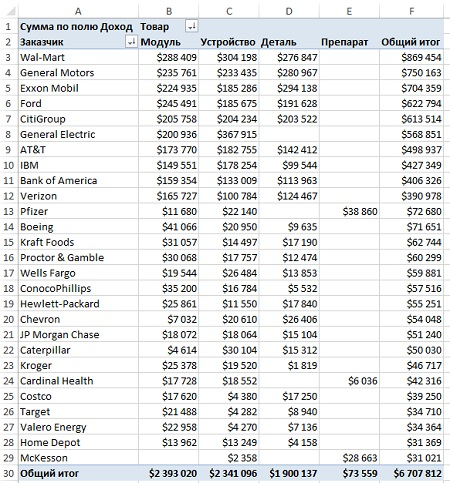 A B C D E F
1 Сумма по полю Доход Товар
2 Заказчик Модуль Устройство Деталь Препарат Общий итог
3 Wal-Mart $288 409 $304 198 $276 847 $869 454
4 General Motors $235 761 $233 435 $280 967 $750 163
5 Exxon Mobil $224 935 $185 286 $294 138 $704 359
6 Ford $245 491 $185 675 $191 628 $622 794
7 CitiGroup $205 758 $204 234 $203 522 $613 514
8 General Electric $200 936 $367 915 $568 851
9 AT&T $173 770 $182 755 $142 412 $498 937
10 IBM $149 551 $178 254 $99 544 $427 349
11 Bank of America $159 354 $133 009 $113 963 $406 326
12 Verizon $165 727 $100 784 $124 467 $390 978
13 Pfizer $11 680 $22 140 $38 860 $72 680
14 Boeing $41 066 $20 950 $9 635 $71 651
15 Kraft Foods $31 057 $14 497 $17 190 $62 744
16 Proctor & Gamble $30 068 $17 757 $12 474 $60 299
17 Wells Fargo $19 544 $26 484 $13 853 $59 881
18 ConocoPhillips $35 200 $16 784 $5 532 $57 516
19 Hewlett-Packard $25 861 $11 550 $17 840 $55 251
20 Chevron $7 032 $20 610 $26 406 $54 048
21 JP Morgan Chase $18 072 $18 064 $15 104 $51 240
22 Caterpillar $4 614 $30 104 $15 312 $50 030
23 Kroger $25 378 $19 520 $1 819 $46 717
24 Cardinal Health $17 728 $18 552 $6 036 $42 316
25 Costco $17 620 $4 380 $17 250 $39 250
26 Target $21 488 $4 282 $8 940 $34 710
27 Valero Energy $22 958 $4 270 $7 136 $34 364
28 Home Depot $13 962 $13 249 $4 158 $31 369
29 McKesson $2 358 $28 663 $31 021
30 Общий итог $2 393 020 $2 341 096 $1 900 137 $73 559 $6 707 812